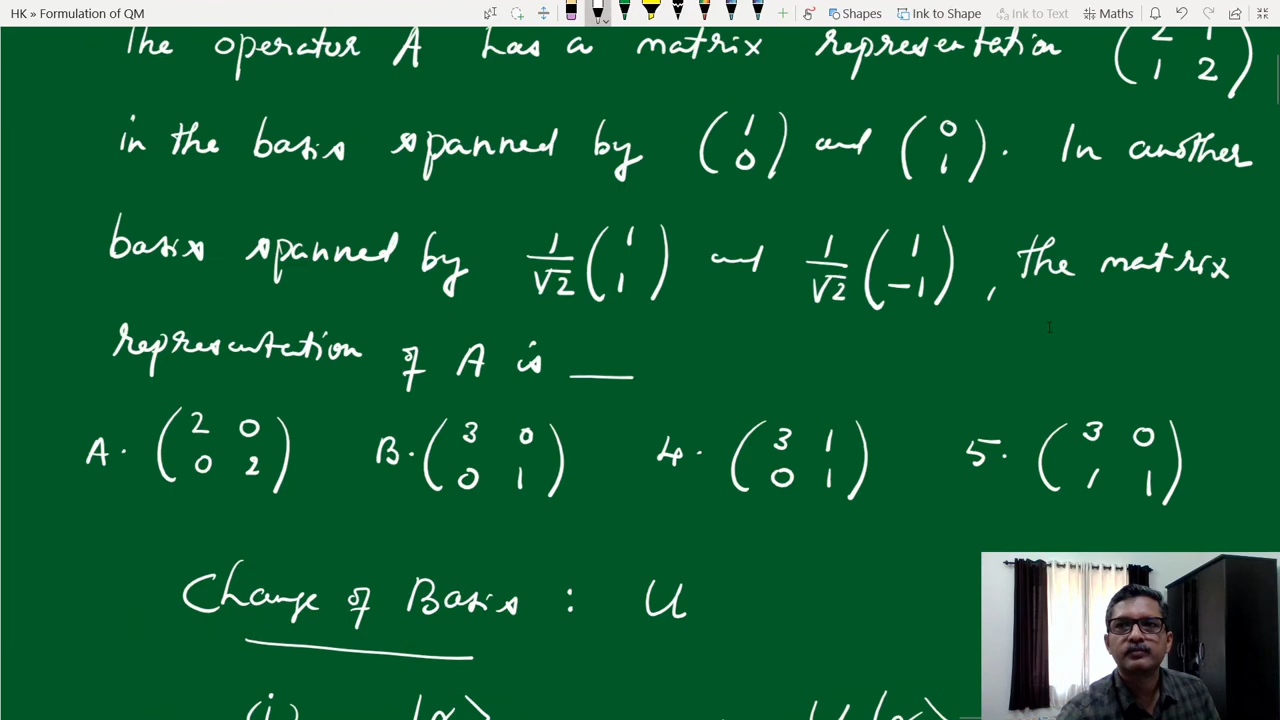 HK » Formulation of QM
Shapes Ink to Shape Ink to Text Maths
The operator A has a matrix representation (2 1
1 2)
in the basis spanned by (1 0) and (0 1). In another
basis spanned by 1/√2 (1 1) and 1/√2 (1 -1), the matrix
representation of A is ___
A. (2 0 B. (3 0 4. (3 1 5. (3 0
0 2) 0 1) 0 1) 1 1)
Change of Basis : U
(i) |α⟩ U |α⟩